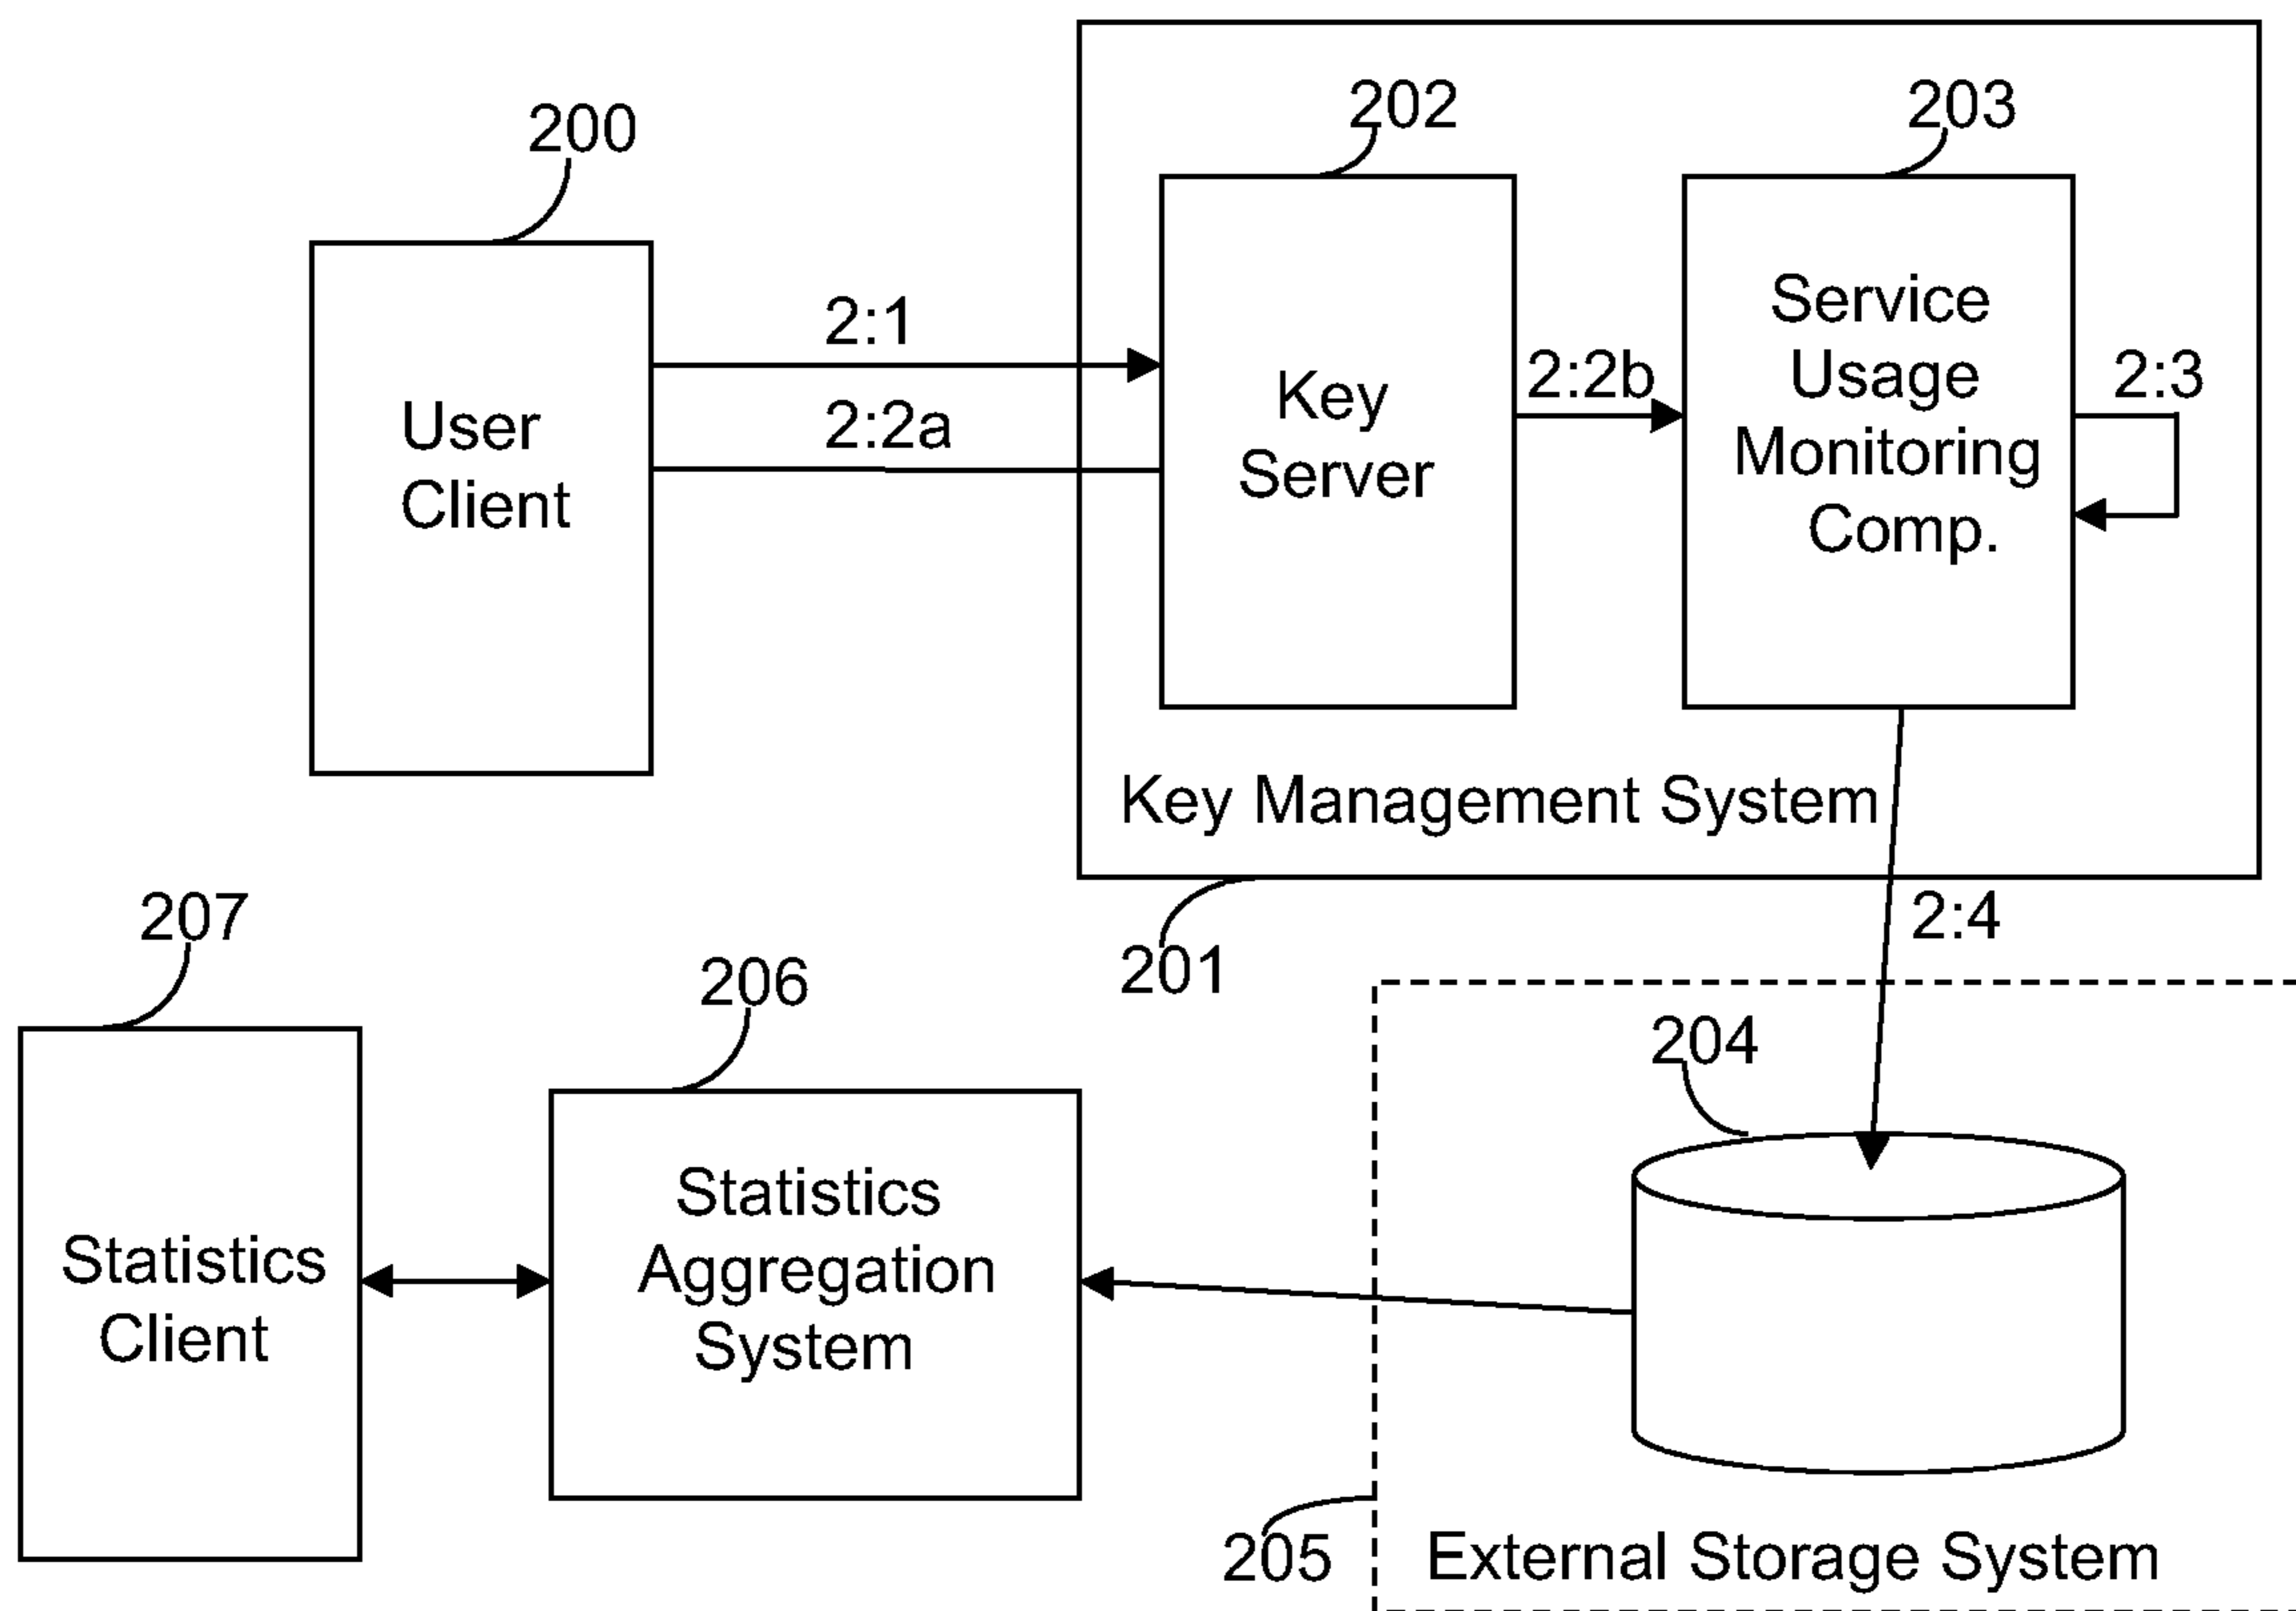 200
202
203
User
Client
2:1
2:2a
Key
Server
2:2b
Service
Usage
Monitoring
Comp.
2:3
Key Management System
201
2:4
207
206
204
Statistics
Client
Statistics
Aggregation
System
205
External Storage System